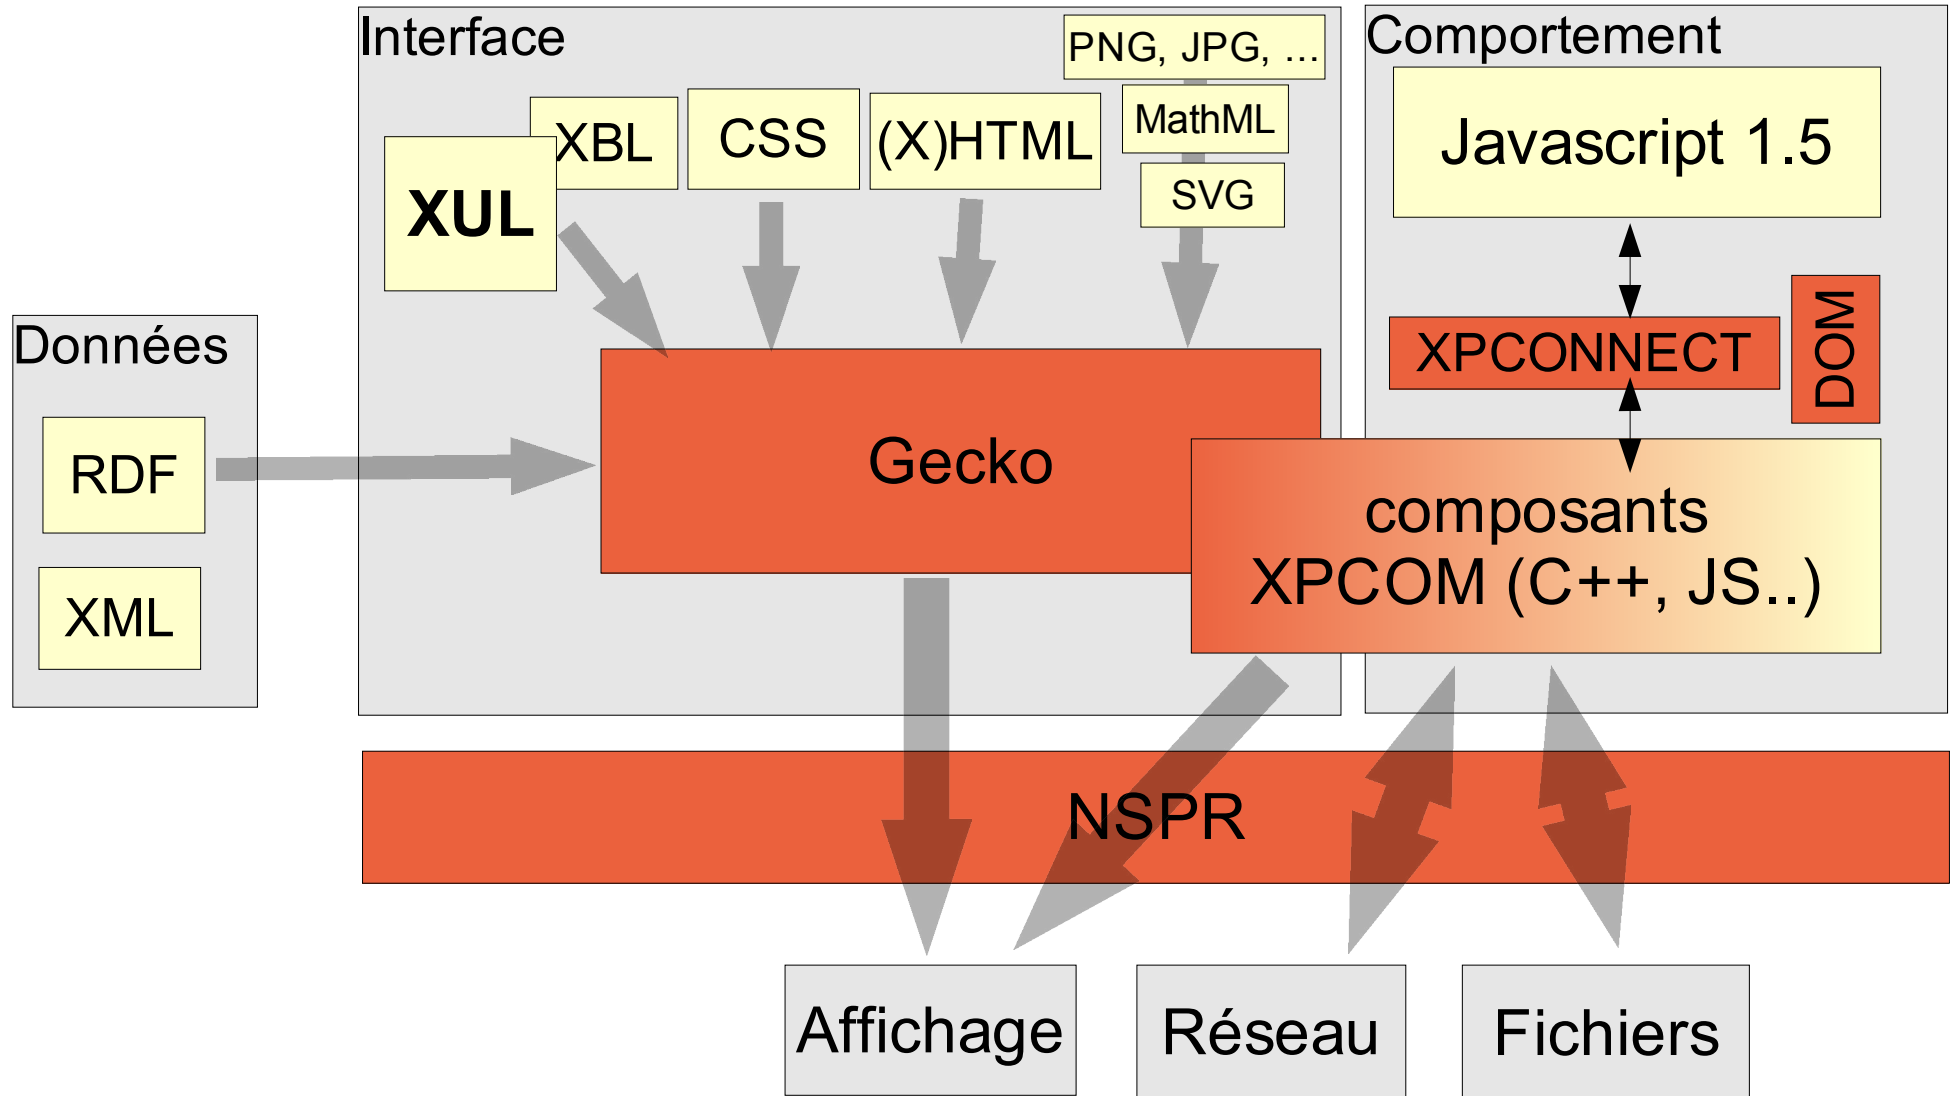 Interface
PNG, JPG, ...
XBL
CSS
(X)HTML
MathML
XUL
SVG
Comportement
Javascript 1.5
XPCONNECT
DOM
Données
RDF
XML
Gecko
composants
XPCOM (C++, JS..)
NSPR
Affichage
Réseau
Fichiers